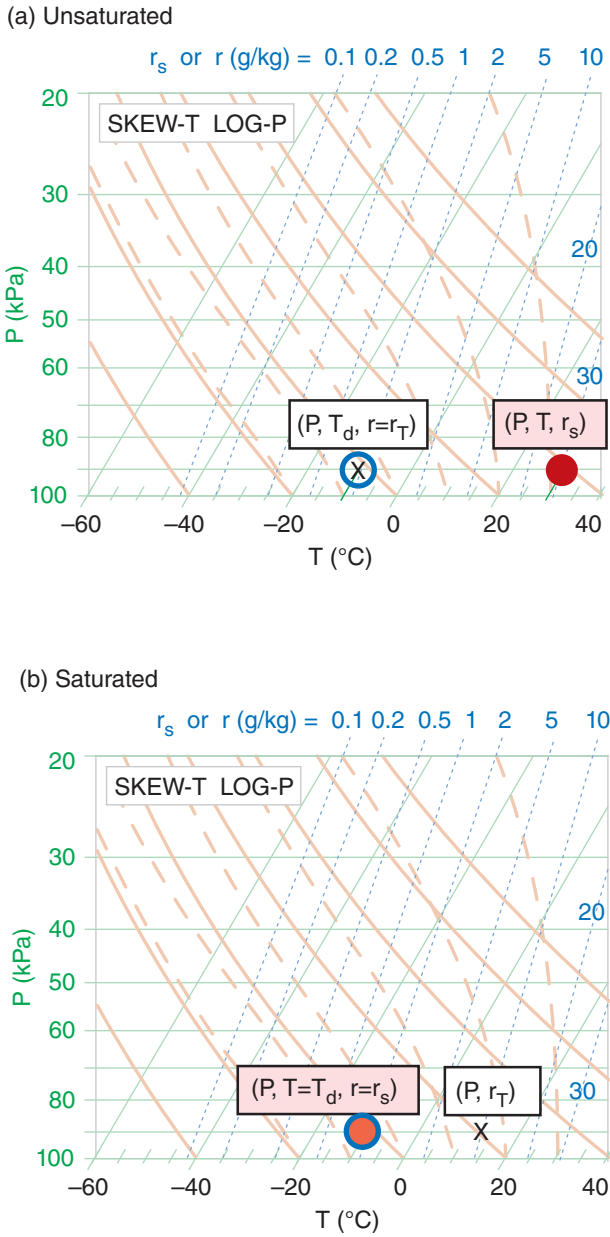 (a) Unsaturated
r_s or r (g/kg) = 0.1 0.2 0.5 1 2 5 10
20
SKEW-T LOG-P
30
40
20
50
60
30
(P, T_d, r=r_T) (P, T, r_s)
80
X
100
P (kPa)
–60 –40 –20 0 20 40
T (°C)
(b) Saturated
r_s or r (g/kg) = 0.1 0.2 0.5 1 2 5 10
20
SKEW-T LOG-P
30
40
20
50
60
(P, T=T_d, r=r_s) (P, r_T)
30
80
X
100
P (kPa)
–60 –40 –20 0 20 40
T (°C)